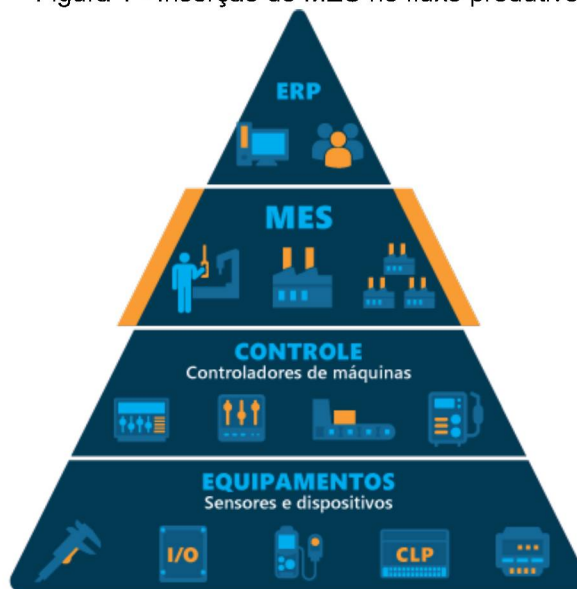 ERP
MES
CONTROLE
Controladores de máquinas
EQUIPAMENTOS
Sensores e dispositivos
I/O
CLP